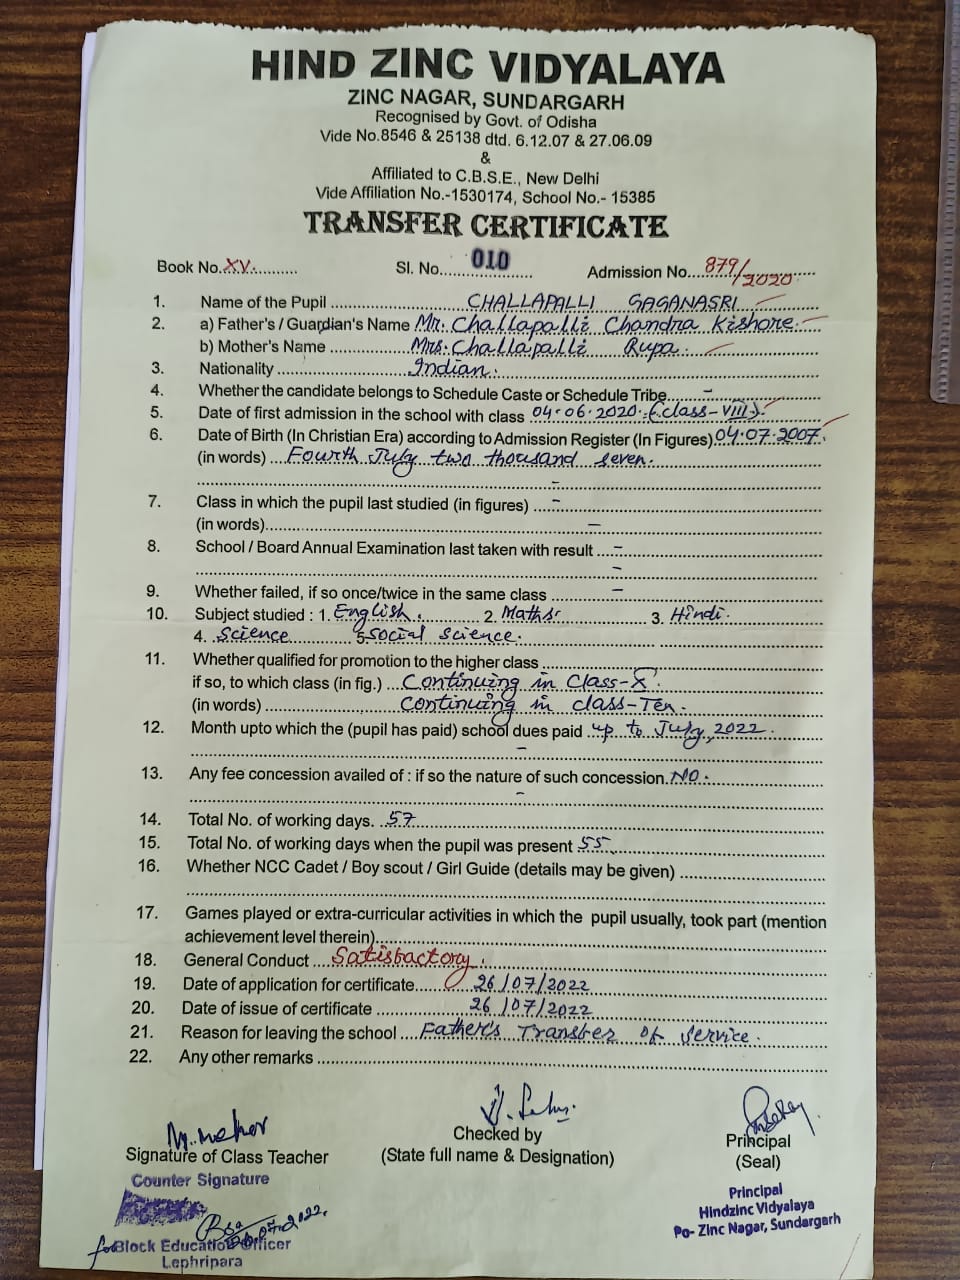 HIND ZINC VIDYALAYA
ZINC NAGAR, SUNDARGARH
Recognised by Govt. of Odisha
Vide No.8546 & 25138 dtd. 6.12.07 & 27.06.09
&
Affiliated to C.B.S.E., New Delhi
Vide Affiliation No.-1530174, School No.- 15385
TRANSFER CERTIFICATE
Book No. XV. Sl. No. 010 Admission No. 879/2020
1. Name of the Pupil CHALLAPALLI GAGANASRI
2. a) Father's / Guardian's Name Mr. Challapalli Chandra Kishore.
b) Mother's Name Mrs. Challapalli Rupa.
3. Nationality Indian.
4. Whether the candidate belongs to Schedule Caste or Schedule Tribe. -
5. Date of first admission in the school with class 04.06.2020. (Class-VIII).
6. Date of Birth (In Christian Era) according to Admission Register (In Figures) 04.07.2007.
(in words) Fourth July two thousand seven.
-
7. Class in which the pupil last studied (in figures) -
(in words) -
8. School / Board Annual Examination last taken with result -
-
9. Whether failed, if so once/twice in the same class -
10. Subject studied : 1. English. 2. Maths 3. Hindi.
4. Science 5. Social science.
11. Whether qualified for promotion to the higher class
if so, to which class (in fig.) Continuing in Class-X.
(in words) Continuing in class-Ten.
12. Month upto which the (pupil has paid) school dues paid up to July, 2022.
-
13. Any fee concession availed of : if so the nature of such concession. NO.
-
14. Total No. of working days. 57
15. Total No. of working days when the pupil was present 55
16. Whether NCC Cadet / Boy scout / Girl Guide (details may be given)
17. Games played or extra-curricular activities in which the pupil usually, took part (mention
achievement level therein)
18. General Conduct Satisfactory.
19. Date of application for certificate 26/07/2022
20. Date of issue of certificate 26/07/2022
21. Reason for leaving the school Father's Transfer of service.
22. Any other remarks
Signature of Class Teacher
Checked by
(State full name & Designation)
Principal
(Seal)
Counter Signature
for Block Education Officer
Lephripara
Principal
Hindzinc Vidyalaya
Po- Zinc Nagar, Sundargarh